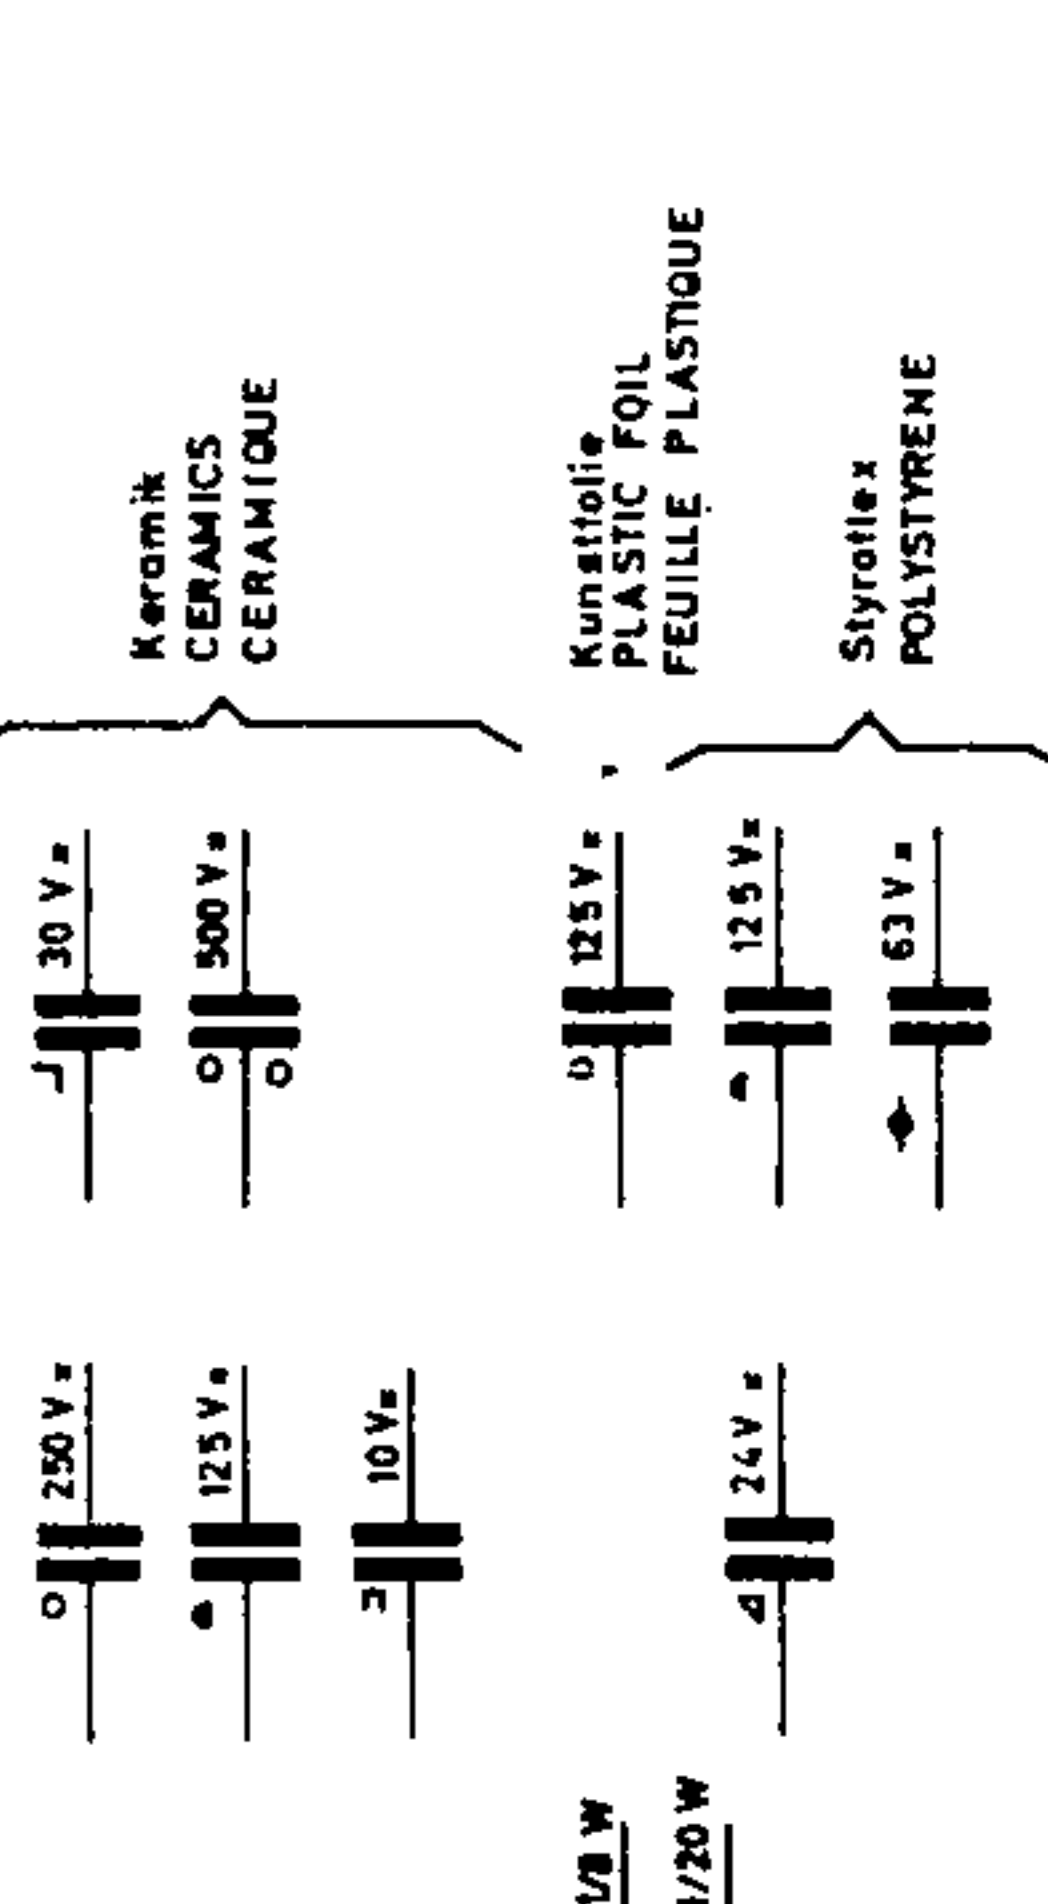 Keramik
CERAMICS
CERAMIQUE
30 V=
500 V=
250 V=
125 V=
10 V=
Kunstfolie
PLASTIC FOIL
FEUILLE PLASTIQUE
125 V=
Styroflex
POLYSTYRENE
125 V=
63 V=
24 V=
1/8 W
1/20 W